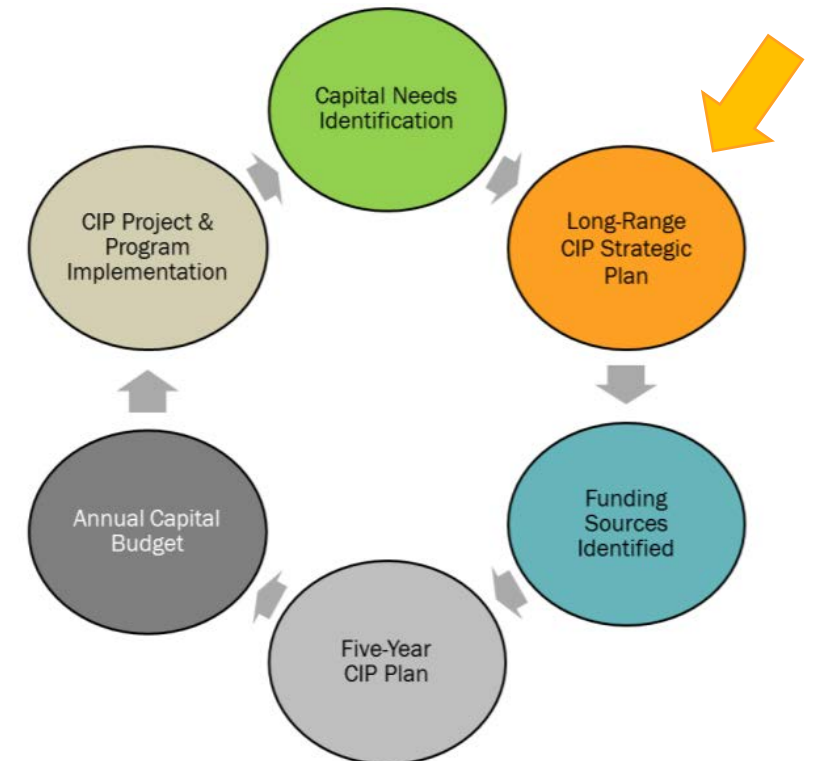 Capital Needs
Identification
Long-Range
CIP Strategic
Plan
Funding
Sources
Identified
Five-Year
CIP Plan
Annual Capital
Budget
CIP Project &
Program
Implementation